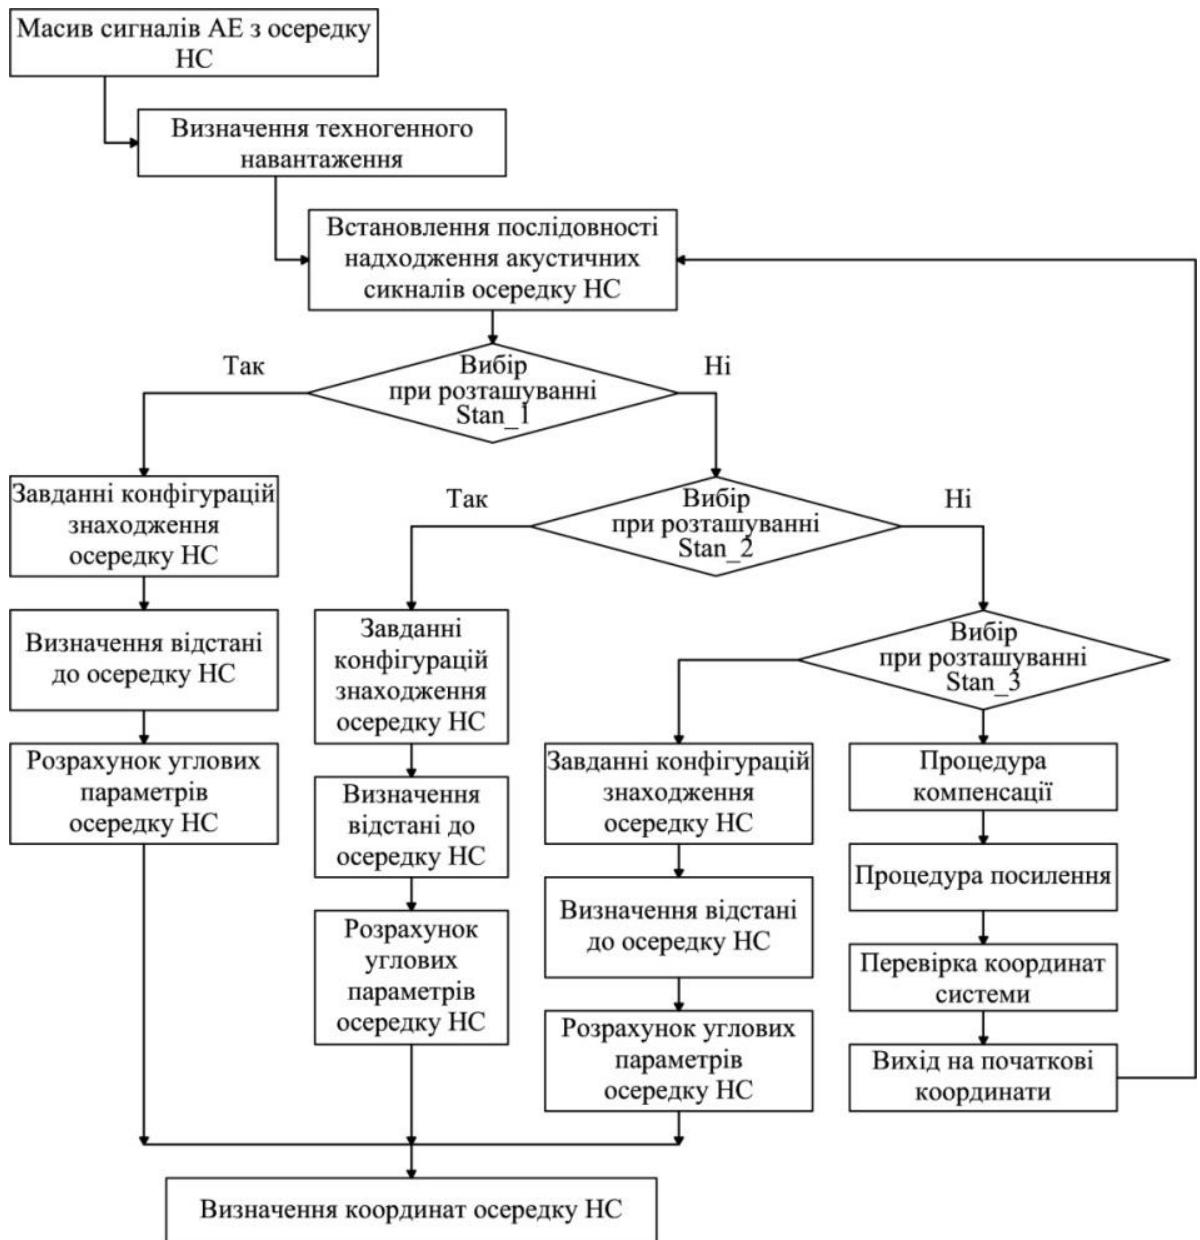 Масив сигналів АЕ з осередку
НС
Визначення техногенного
навантаження
Встановлення послідовності
надходження акустичних
сикналів осередку НС
Так
Вибір
при розташуванні
Stan_1
Ні
Завданні конфігурацій
знаходження
осередку НС
Так
Вибір
при розташуванні
Stan_2
Ні
Визначення відстані
до осередку НС
Завданні
конфігурацій
знаходження
осередку НС
Вибір
при розташуванні
Stan_3
Розрахунок углових
параметрів
осередку НС
Визначення
відстані до
осередку НС
Завданні конфігурацій
знаходження
осередку НС
Процедура
компенсації
Розрахунок
углових
параметрів
осередку НС
Визначення відстані
до осередку НС
Процедура посилення
Перевірка координат
системи
Розрахунок углових
параметрів
осередку НС
Вихід на початкові
координати
Визначення координат осередку НС